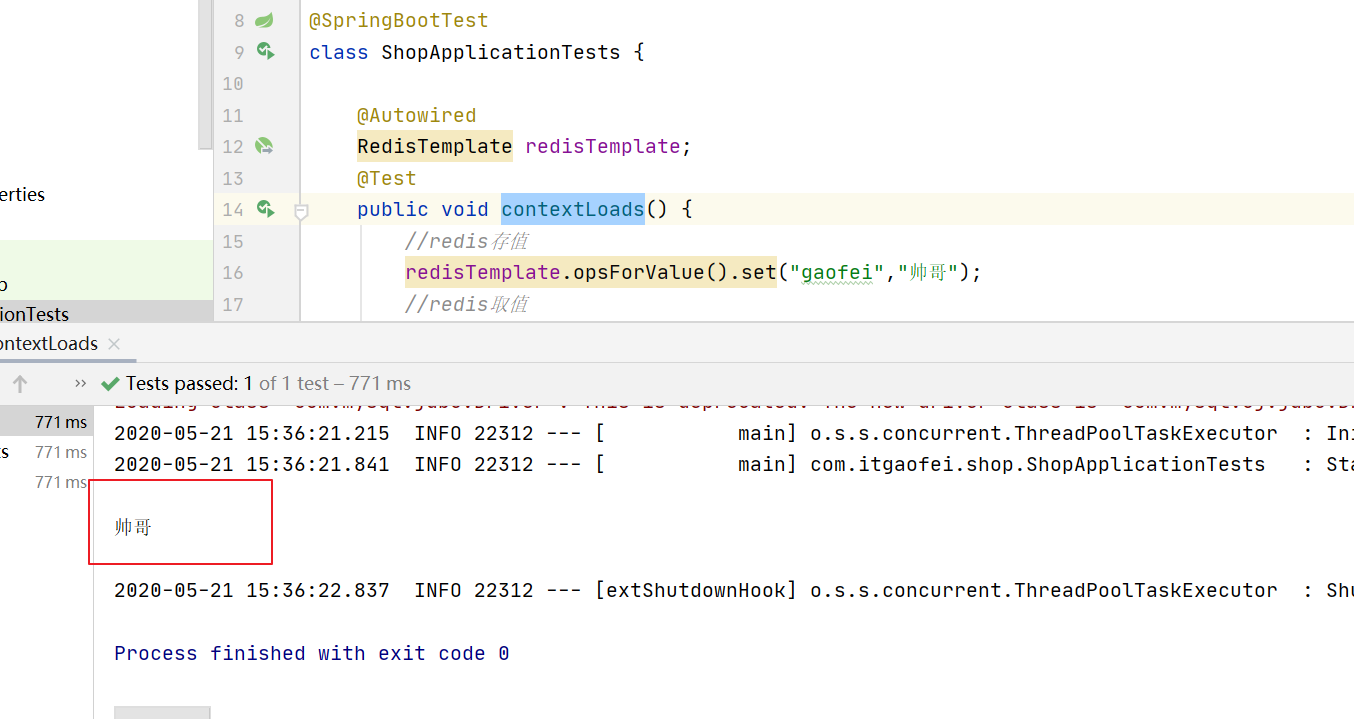 8 @SpringBootTest
9 class ShopApplicationTests {
10
11 @Autowired
erties
12 RedisTemplate redisTemplate;
13 @Test
14 public void contextLoads() {
15 //redis存值
16 redisTemplate.opsForValue().set("gaofei","帅哥");
17 //redis取值
ionTests
ontextLoads
Tests passed: 1 of 1 test – 771 ms
771 ms
2020-05-21 15:36:21.215 INFO 22312 --- [ main] o.s.s.concurrent.ThreadPoolTaskExecutor : Ini
ts 771 ms
2020-05-21 15:36:21.841 INFO 22312 --- [ main] com.itgaofei.shop.ShopApplicationTests : Sta
771 ms
帅哥
2020-05-21 15:36:22.837 INFO 22312 --- [extShutdownHook] o.s.s.concurrent.ThreadPoolTaskExecutor : Shu
Process finished with exit code 0